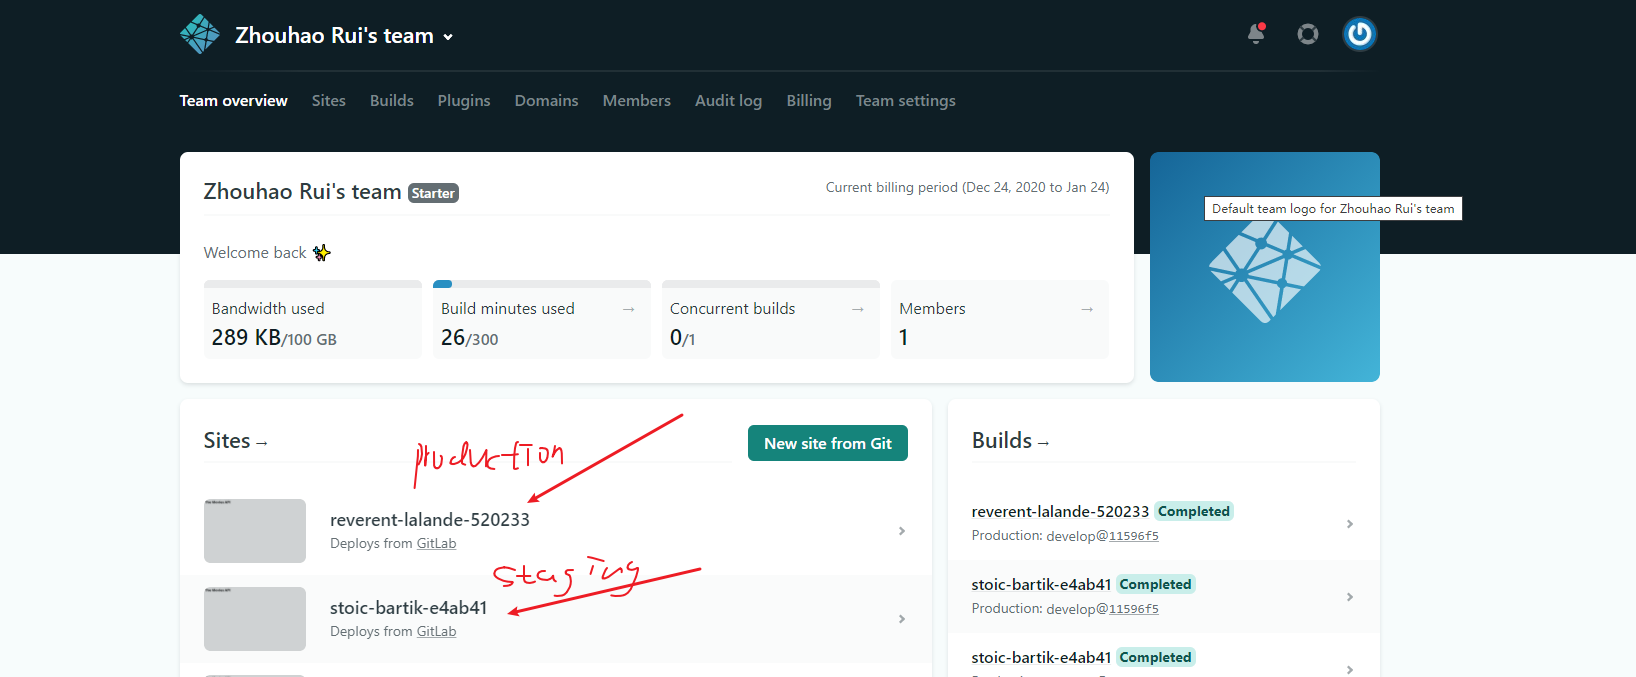 Zhouhao Rui's team
Team overview Sites Builds Plugins Domains Members Audit log Billing Team settings
Zhouhao Rui's team Starter
Current billing period (Dec 24, 2020 to Jan 24)
Default team logo for Zhouhao Rui's team
Welcome back
Bandwidth used
289 KB/100 GB
Build minutes used →
26/300
Concurrent builds →
0/1
Members →
1
Sites →
New site from Git
production
reverent-lalande-520233
Deploys from GitLab
staging
stoic-bartik-e4ab41
Deploys from GitLab
Builds →
reverent-lalande-520233 Completed
Production: develop@11596f5
stoic-bartik-e4ab41 Completed
Production: develop@11596f5
stoic-bartik-e4ab41 Completed